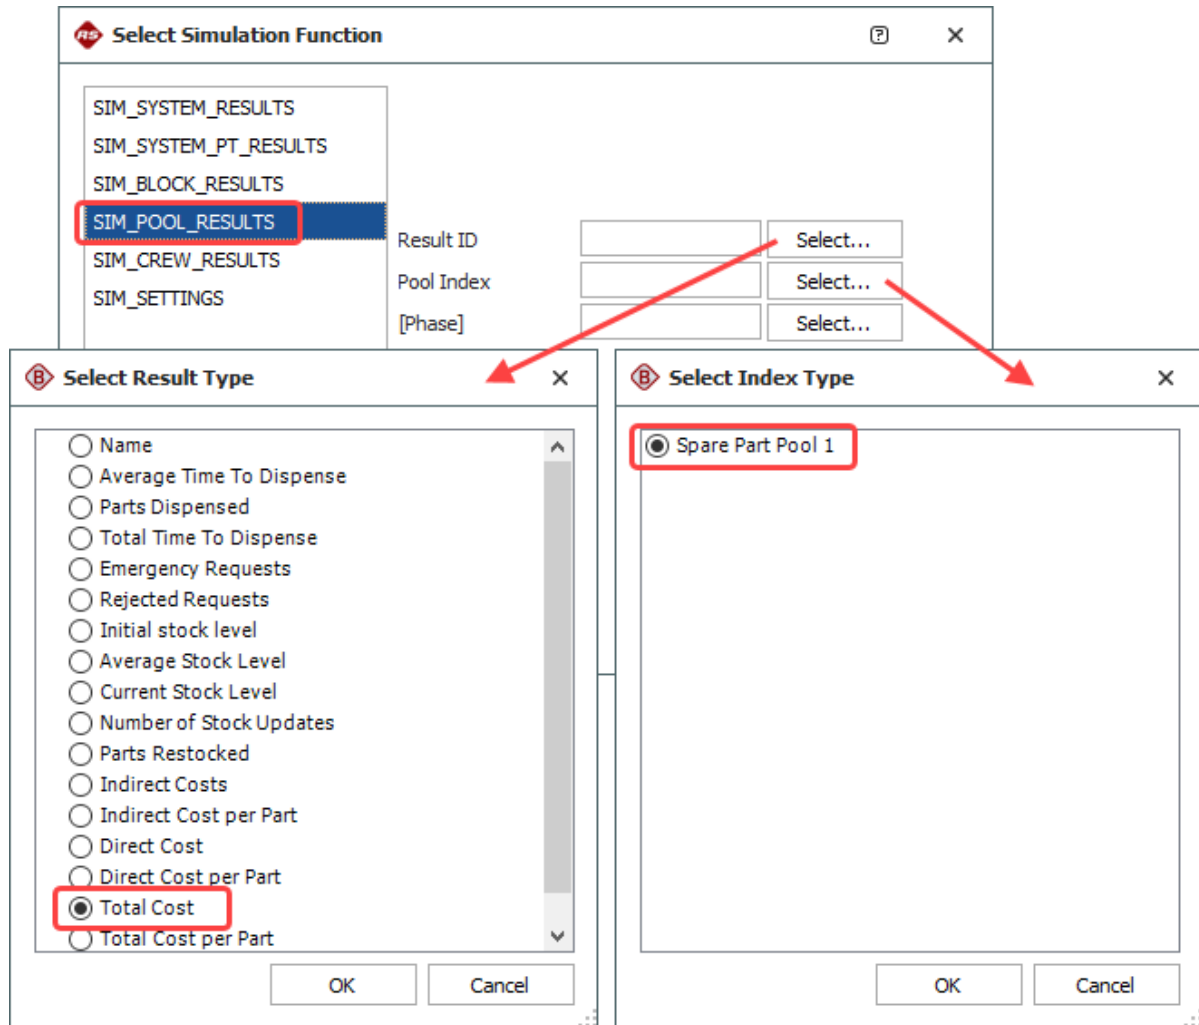 RS Select Simulation Function
SIM_SYSTEM_RESULTS
SIM_SYSTEM_PT_RESULTS
SIM_BLOCK_RESULTS
SIM_POOL_RESULTS
SIM_CREW_RESULTS
SIM_SETTINGS
Result ID Select...
Pool Index Select...
[Phase] Select...
B Select Result Type
Name
Average Time To Dispense
Parts Dispensed
Total Time To Dispense
Emergency Requests
Rejected Requests
Initial stock level
Average Stock Level
Current Stock Level
Number of Stock Updates
Parts Restocked
Indirect Costs
Indirect Cost per Part
Direct Cost
Direct Cost per Part
Total Cost
Total Cost per Part
OK Cancel
B Select Index Type
Spare Part Pool 1
OK Cancel